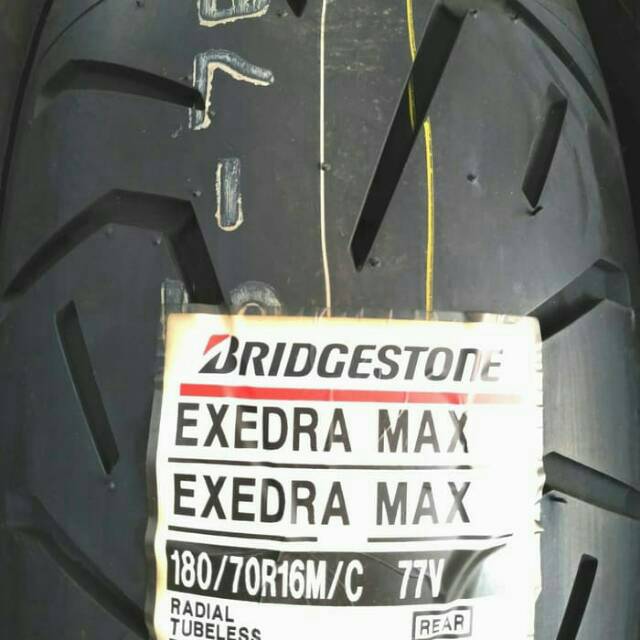 BRIDGESTONE
EXEDRA MAX
EXEDRA MAX
180/70R16M/C 77V
RADIAL
TUBELESS
REAR